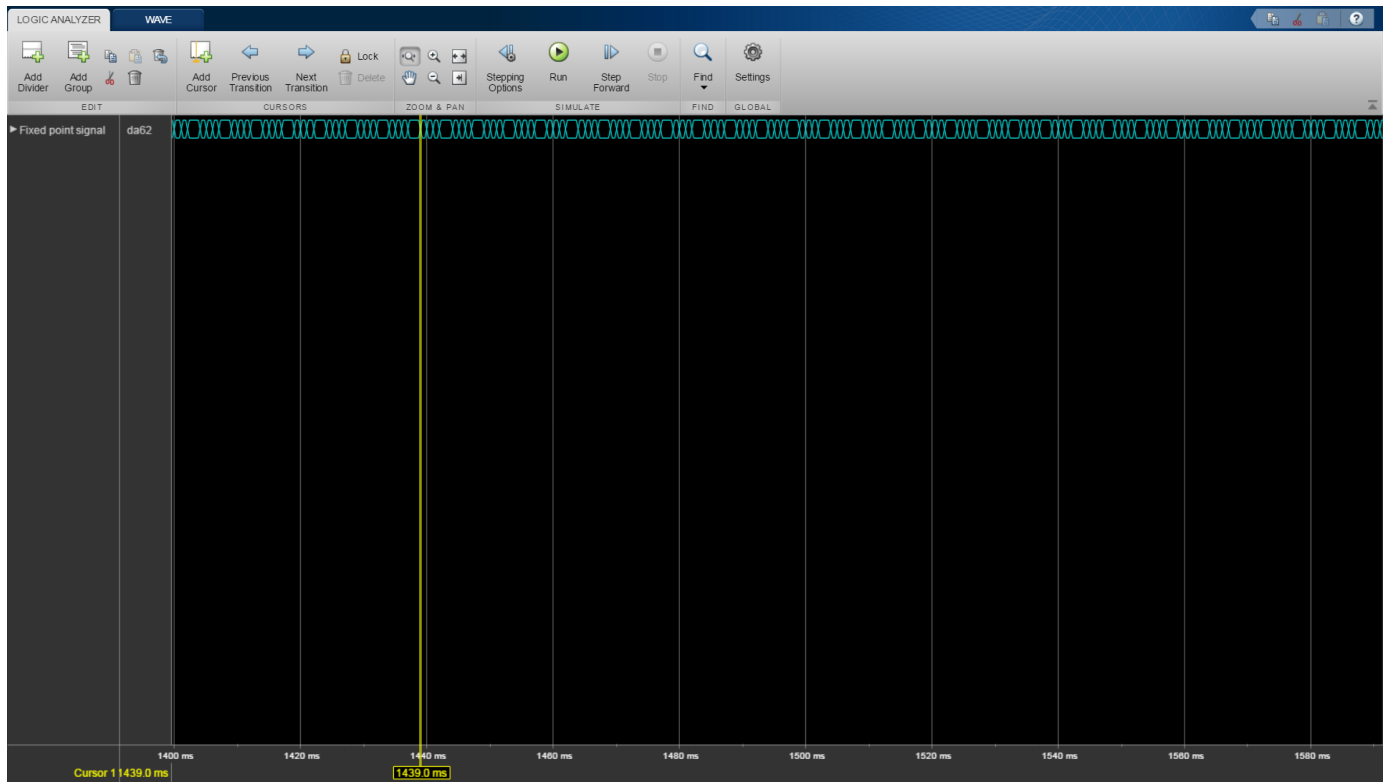 LOGIC ANALYZER WAVE
Add Divider
Add Group
Add Cursor
Previous Transition
Next Transition
Lock
Delete
Stepping Options
Run
Step Forward
Stop
Find
Settings
EDIT CURSORS ZOOM & PAN SIMULATE FIND GLOBAL
Fixed point signal da62
1400 ms 1420 ms 1440 ms 1460 ms 1480 ms 1500 ms 1520 ms 1540 ms 1560 ms 1580 ms
Cursor 1 1439.0 ms 1439.0 ms